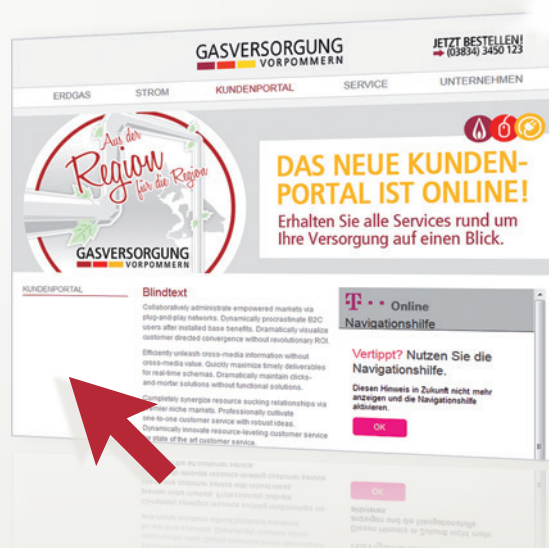 GASVERSORGUNG
VORPOMMERN
JETZT BESTELLEN!
(03834) 3450 123
ERDGAS STROM KUNDENPORTAL SERVICE UNTERNEHMEN
Aus der
Region
für die Region
GASVERSORGUNG
VORPOMMERN
DAS NEUE KUNDEN-
PORTAL IST ONLINE!
Erhalten Sie alle Services rund um
Ihre Versorgung auf einen Blick.
KUNDENPORTAL
Blindtext
Collaboratively administrate empowered markets via
plug-and-play networks. Dynamically procrastinate B2C
users after installed base benefits. Dramatically visualize
customer directed convergence without revolutionary ROI.
Efficiently unleash cross-media information without
cross-media value. Quickly maximize timely deliverables
for real-time schemas. Dramatically maintain clicks-
and-mortar solutions without functional solutions.
Completely synergize resource sucking relationships via
premier niche markets. Professionally cultivate
one-to-one customer service with robust ideas.
Dynamically innovate resource-leveling customer service
state of the art customer service.
T · · Online
Navigationshilfe
Vertippt? Nutzen Sie die
Navigationshilfe.
Diesen Hinweis in Zukunft nicht mehr
anzeigen und die Navigationshilfe
aktivieren.
OK